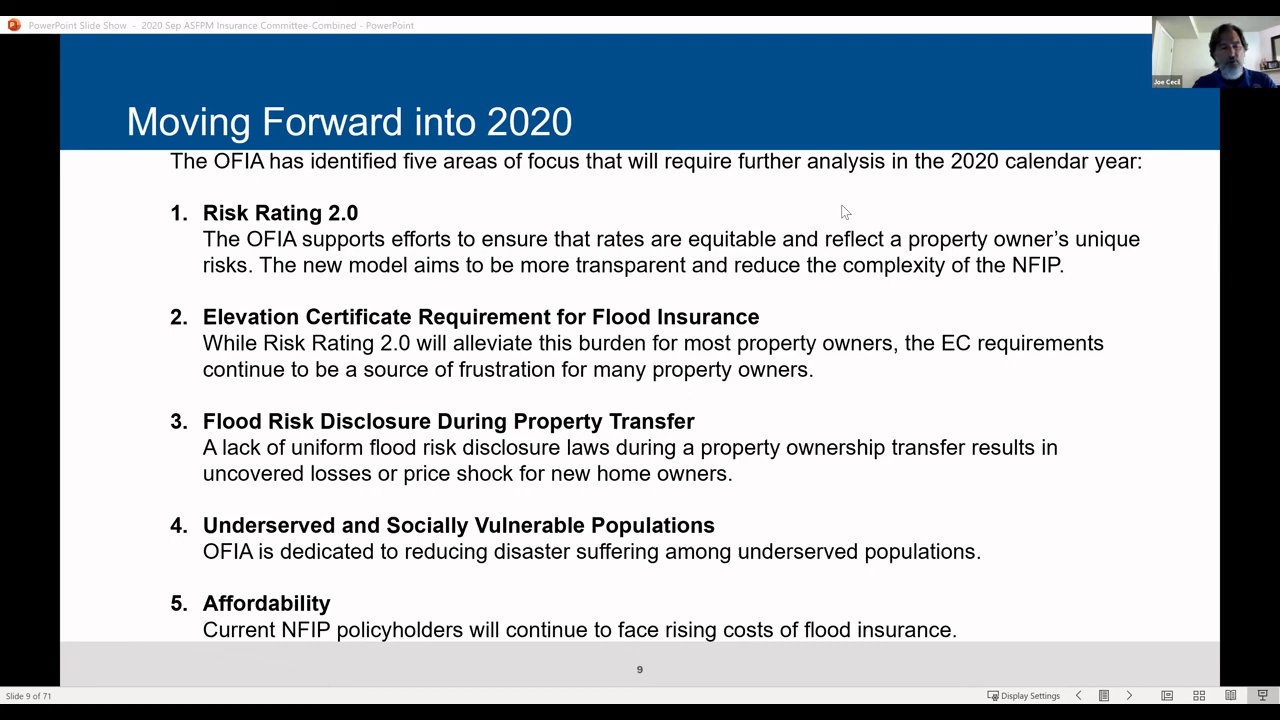 PowerPoint Slide Show - 2020 Sep ASFPM Insurance Committee-Combined - PowerPoint
Joe Cecil
Moving Forward into 2020
The OFIA has identified five areas of focus that will require further analysis in the 2020 calendar year:
1. Risk Rating 2.0
The OFIA supports efforts to ensure that rates are equitable and reflect a property owner's unique
risks. The new model aims to be more transparent and reduce the complexity of the NFIP.
2. Elevation Certificate Requirement for Flood Insurance
While Risk Rating 2.0 will alleviate this burden for most property owners, the EC requirements
continue to be a source of frustration for many property owners.
3. Flood Risk Disclosure During Property Transfer
A lack of uniform flood risk disclosure laws during a property ownership transfer results in
uncovered losses or price shock for new home owners.
4. Underserved and Socially Vulnerable Populations
OFIA is dedicated to reducing disaster suffering among underserved populations.
5. Affordability
Current NFIP policyholders will continue to face rising costs of flood insurance.
9
Slide 9 of 71
Display Settings